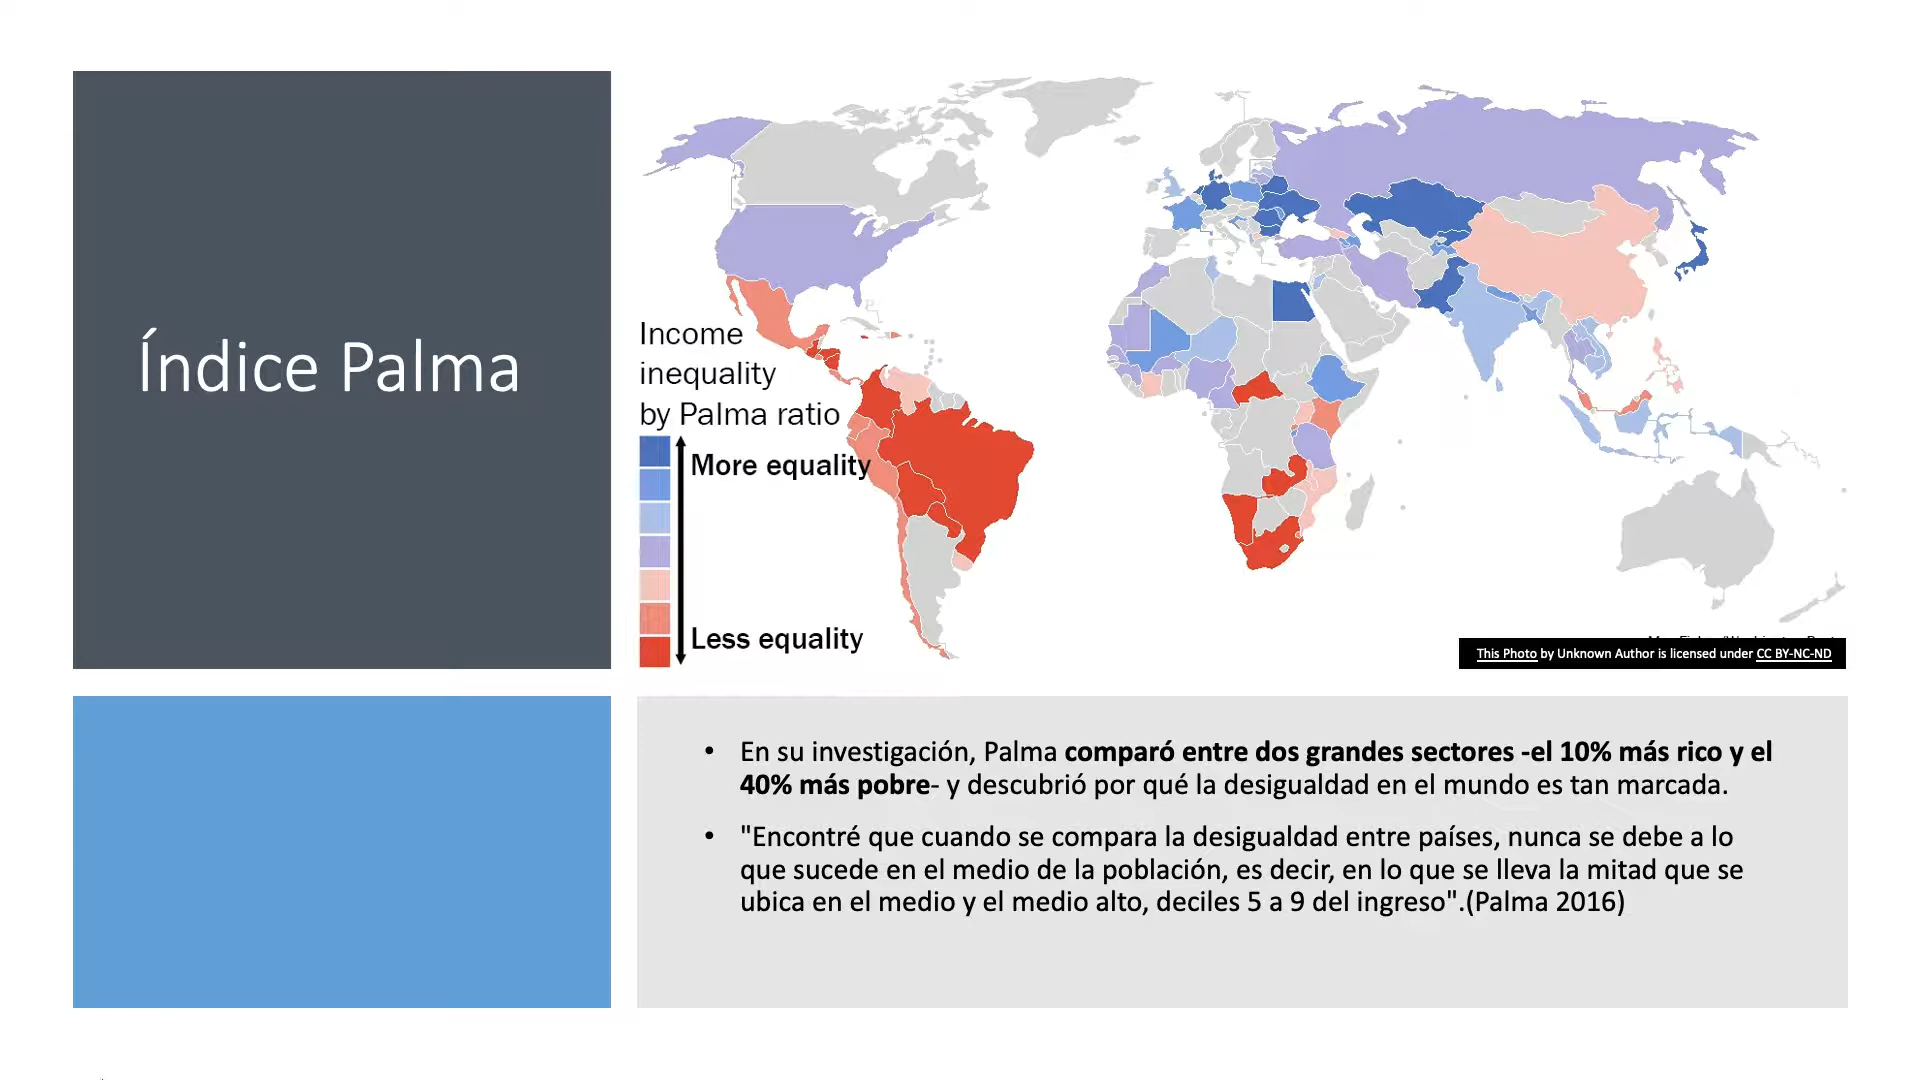 Índice Palma
Income
inequality
by Palma ratio
More equality
Less equality
This Photo by Unknown Author is licensed under CC BY-NC-ND
• En su investigación, Palma comparó entre dos grandes sectores -el 10% más rico y el
40% más pobre- y descubrió por qué la desigualdad en el mundo es tan marcada.
• "Encontré que cuando se compara la desigualdad entre países, nunca se debe a lo
que sucede en el medio de la población, es decir, en lo que se lleva la mitad que se
ubica en el medio y el medio alto, deciles 5 a 9 del ingreso".(Palma 2016)